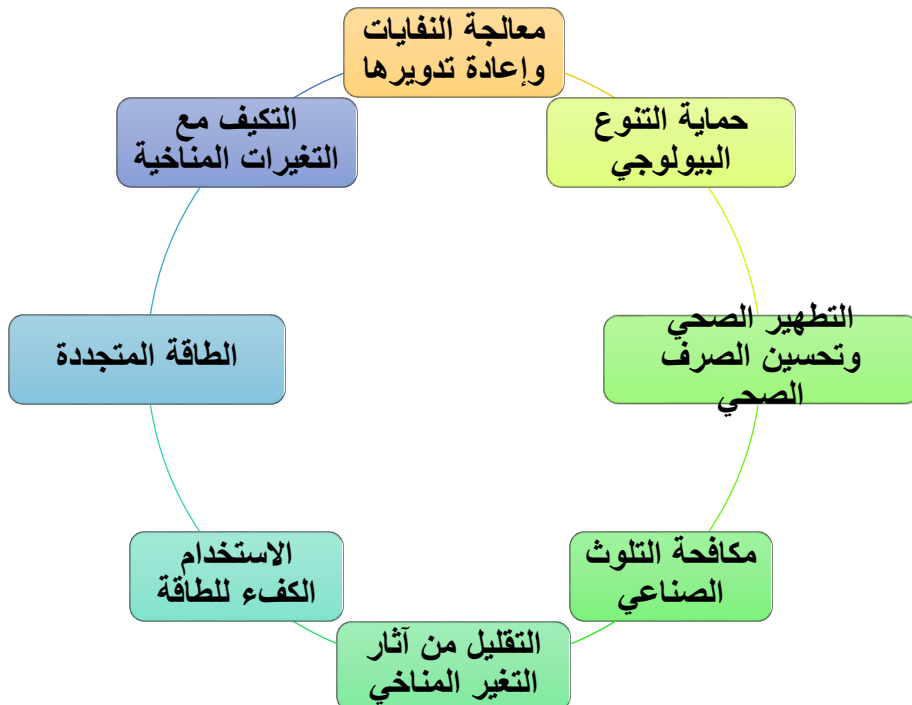 معالجة النفايات
وإعادة تدويرها
حماية التنوع
البيولوجي
التطهير الصحي
وتحسين الصرف
الصحي
مكافحة التلوث
الصناعي
التقليل من آثار
التغير المناخي
الاستخدام
الكفء للطاقة
الطاقة المتجددة
التكيف مع
التغيرات المناخية